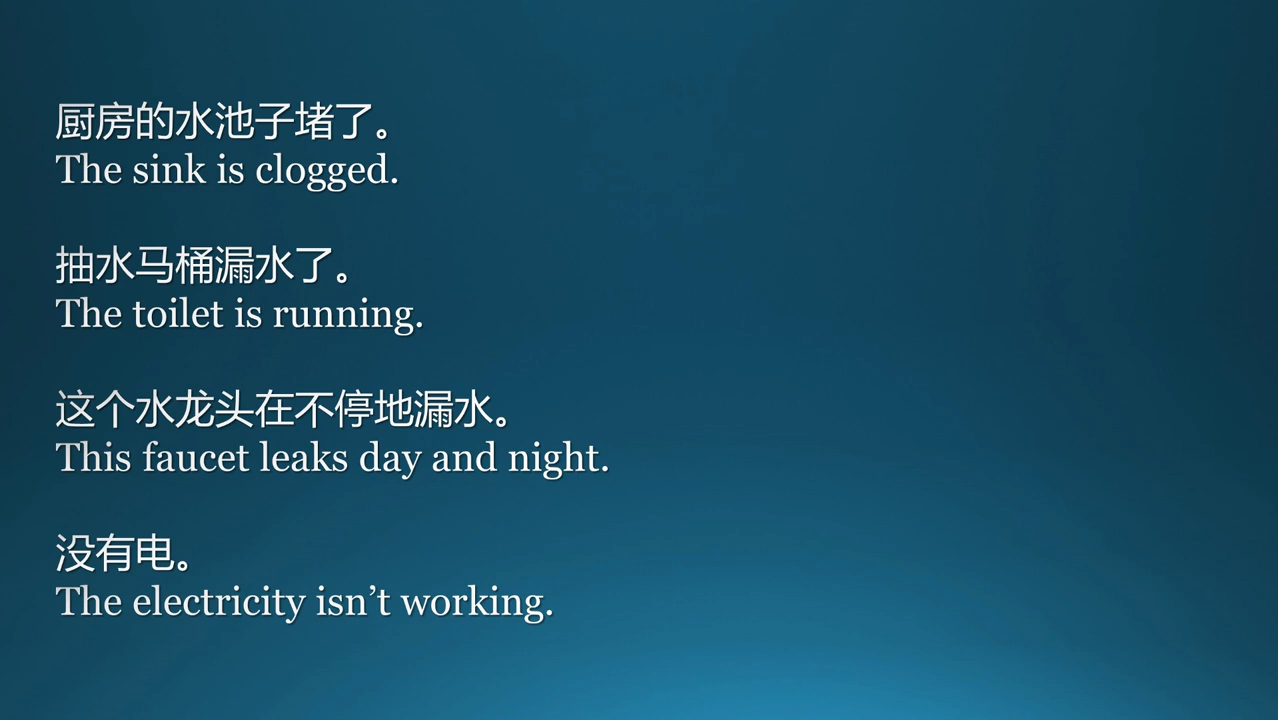 厨房的水池子堵了。
The sink is clogged.
抽水马桶漏水了。
The toilet is running.
这个水龙头在不停地漏水。
This faucet leaks day and night.
没有电。
The electricity isn’t working.